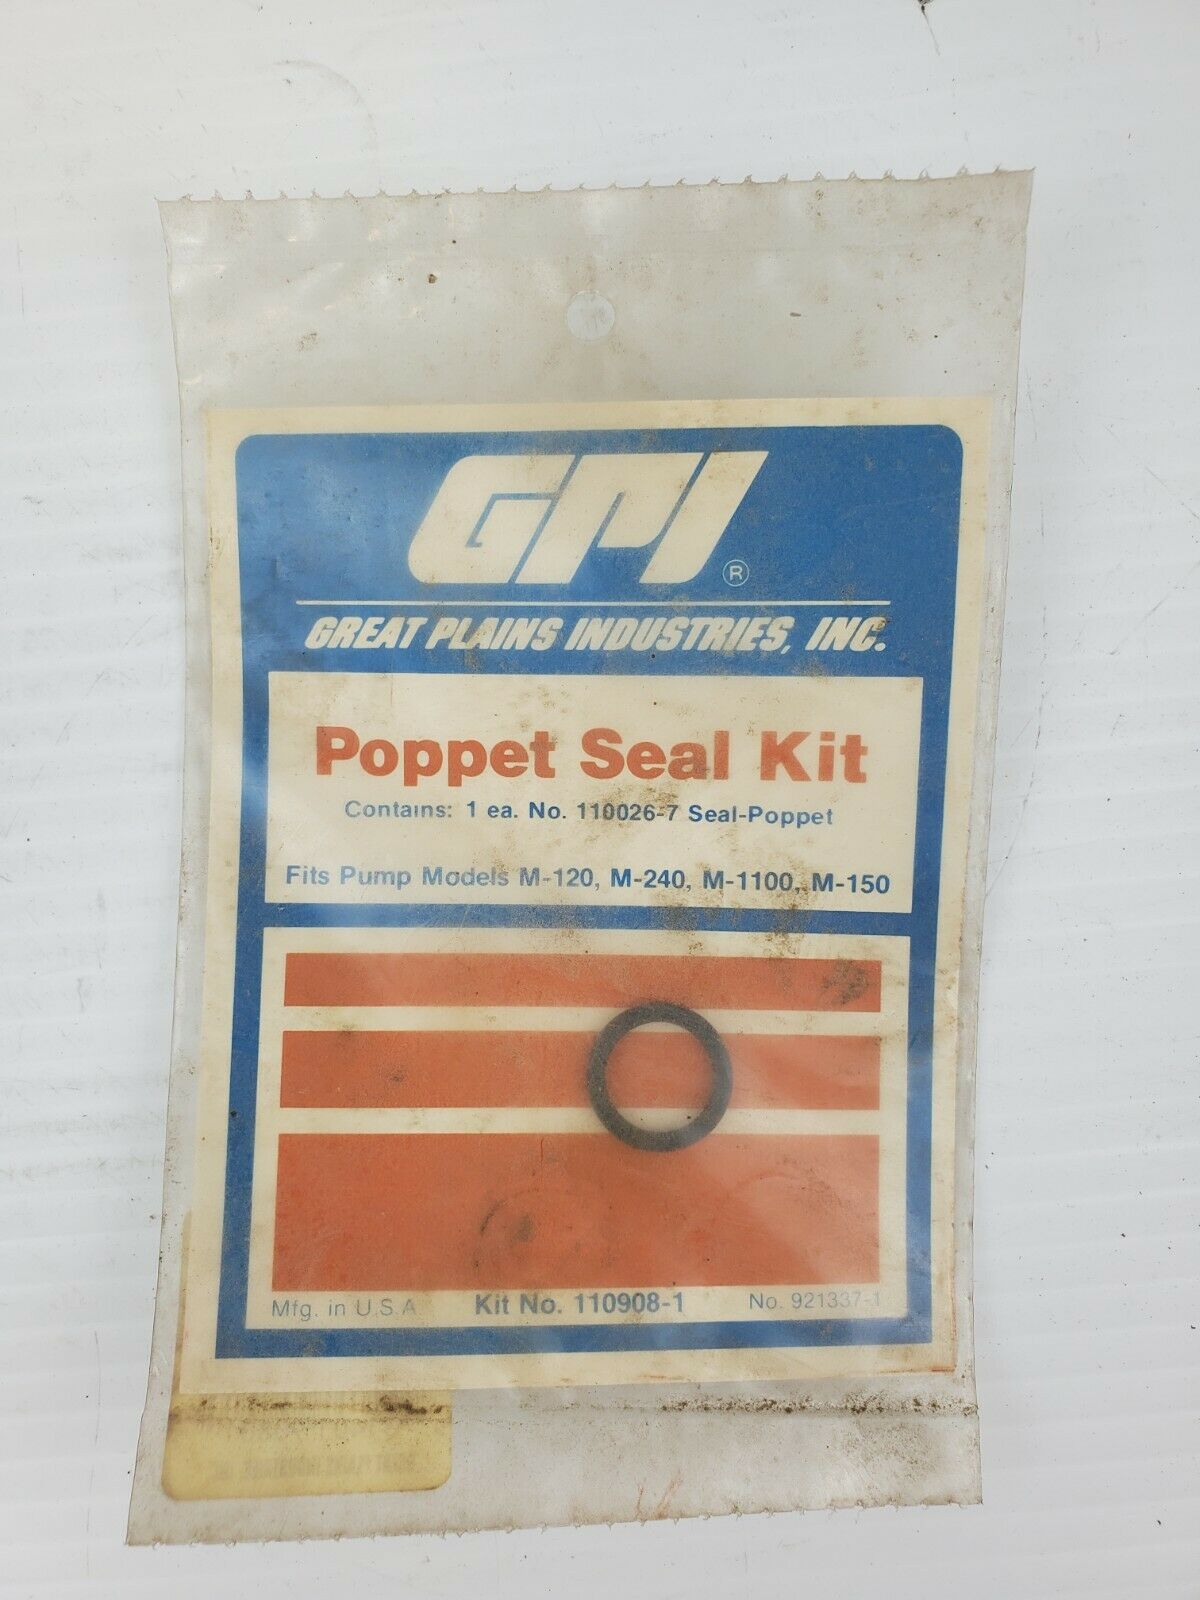 GPI ®
GREAT PLAINS INDUSTRIES, INC.
Poppet Seal Kit
Contains: 1 ea. No. 110026-7 Seal-Poppet
Fits Pump Models M-120, M-240, M-1100, M-150
Mfg. in U.S.A. Kit No. 110908-1 No. 921337-1